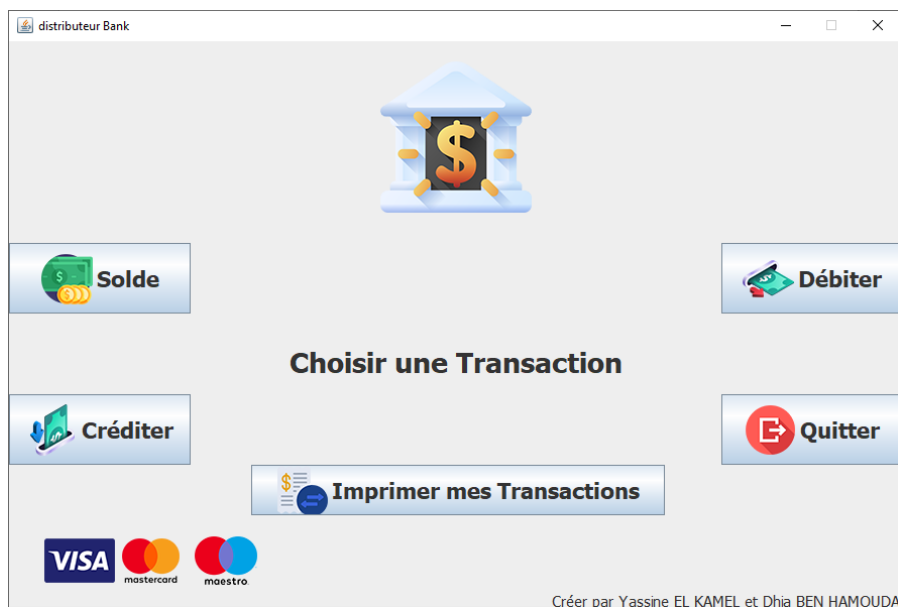 distributeur Bank
Solde
Débiter
Choisir une Transaction
Créditer
Quitter
Imprimer mes Transactions
VISA
mastercard
maestro
Créer par Yassine EL KAMEL et Dhia BEN HAMOUDA